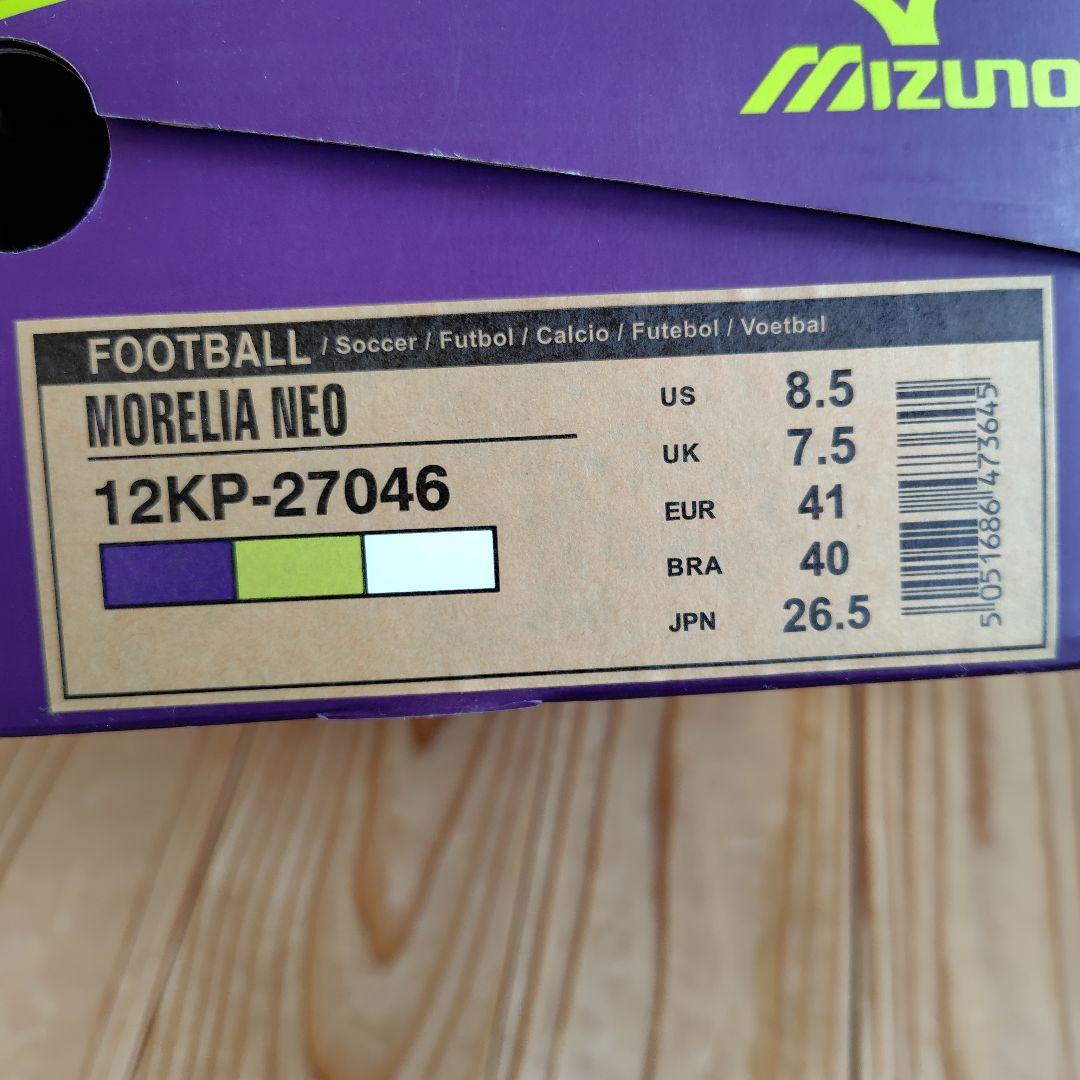 MIZUNO
FOOTBALL / Soccer / Futbol / Calcio / Futebol / Voetbal
MORELIA NEO
12KP-27046
US 8.5
UK 7.5
EUR 41
BRA 40
JPN 26.5
5 051686 473645